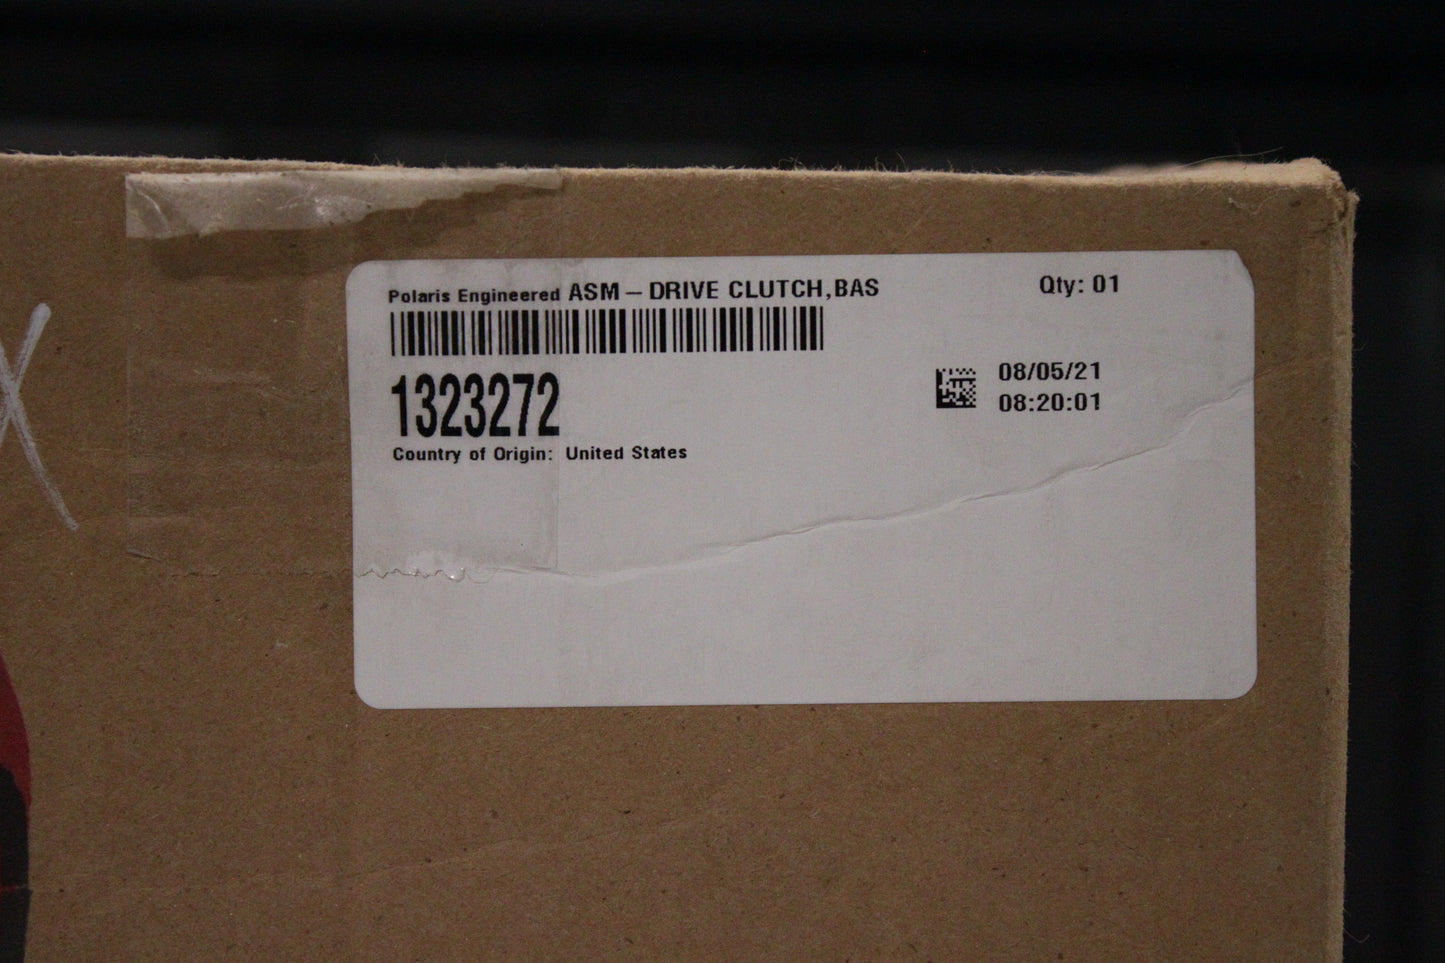 Polaris Engineered ASM – DRIVE CLUTCH,BAS
Qty: 01
1323272
08/05/21
08:20:01
Country of Origin: United States
X